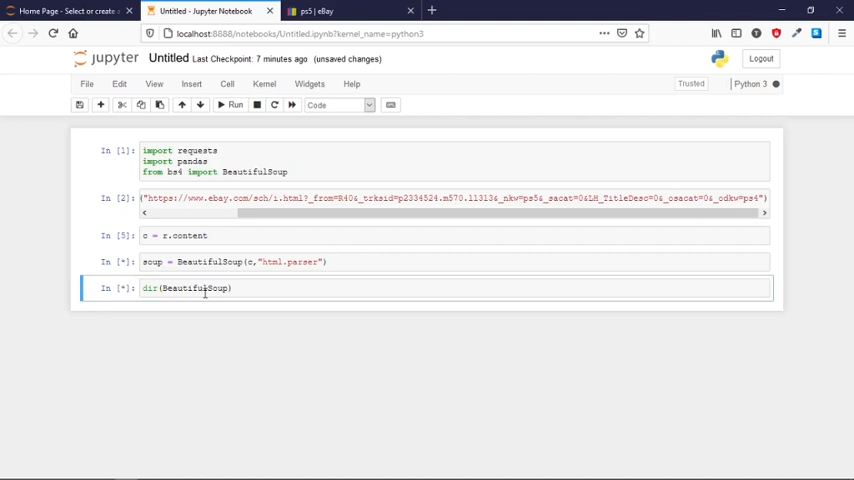 Home Page - Select or create a
Untitled - Jupyter Notebook
ps5 | eBay
localhost:8888/notebooks/Untitled.ipynb?kernel_name=python3
jupyter Untitled Last Checkpoint: 7 minutes ago (unsaved changes)
Logout
File Edit View Insert Cell Kernel Widgets Help
Trusted Python 3
Run Code
In [1]: import requests
import pandas
from bs4 import BeautifulSoup
In [2]: ("https://www.ebay.com/sch/i.html?_from=R40&_trksid=p2334524.m570.l1313&_nkw=ps5&_sacat=0&LH_TitleDesc=0&_osacat=0&_odkw=ps4")
In [5]: c = r.content
In [*]: soup = BeautifulSoup(c,"html.parser")
In [*]: dir(BeautifulSoup)